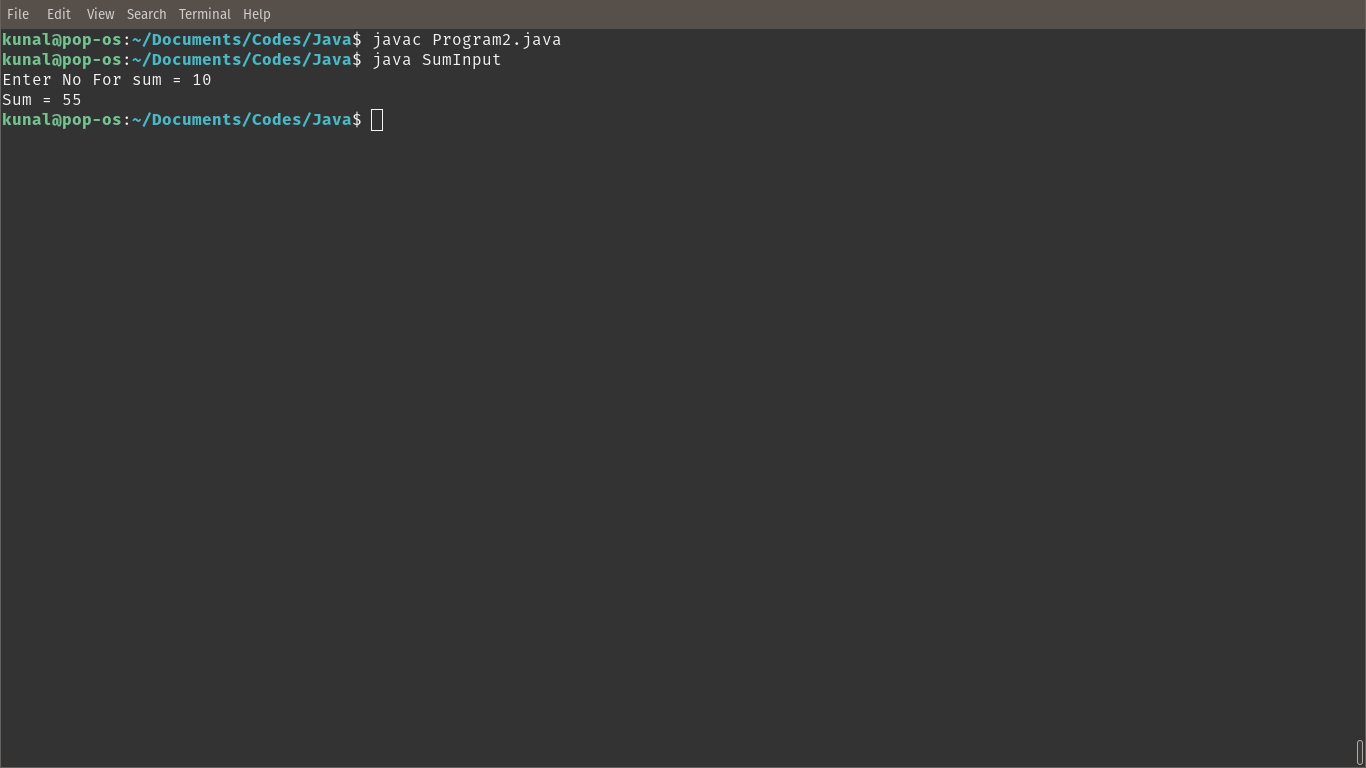 File Edit View Search Terminal Help
kunal@pop-os:~/Documents/Codes/Java$ javac Program2.java
kunal@pop-os:~/Documents/Codes/Java$ java SumInput
Enter No For sum = 10
Sum = 55
kunal@pop-os:~/Documents/Codes/Java$